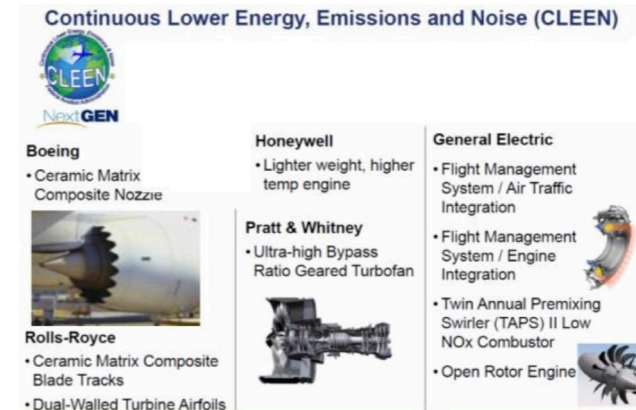 Continuous Lower Energy, Emissions and Noise (CLEEN)
CLEEN
NextGEN
Boeing
• Ceramic Matrix
Composite Nozzle
Rolls-Royce
• Ceramic Matrix Composite
Blade Tracks
• Dual-Walled Turbine Airfoils
Honeywell
• Lighter weight, higher
temp engine
Pratt & Whitney
• Ultra-high Bypass
Ratio Geared Turbofan
General Electric
• Flight Management
System / Air Traffic
Integration
• Flight Management
System / Engine
Integration
• Twin Annual Premixing
Swirler (TAPS) II Low
NOx Combustor
• Open Rotor Engine